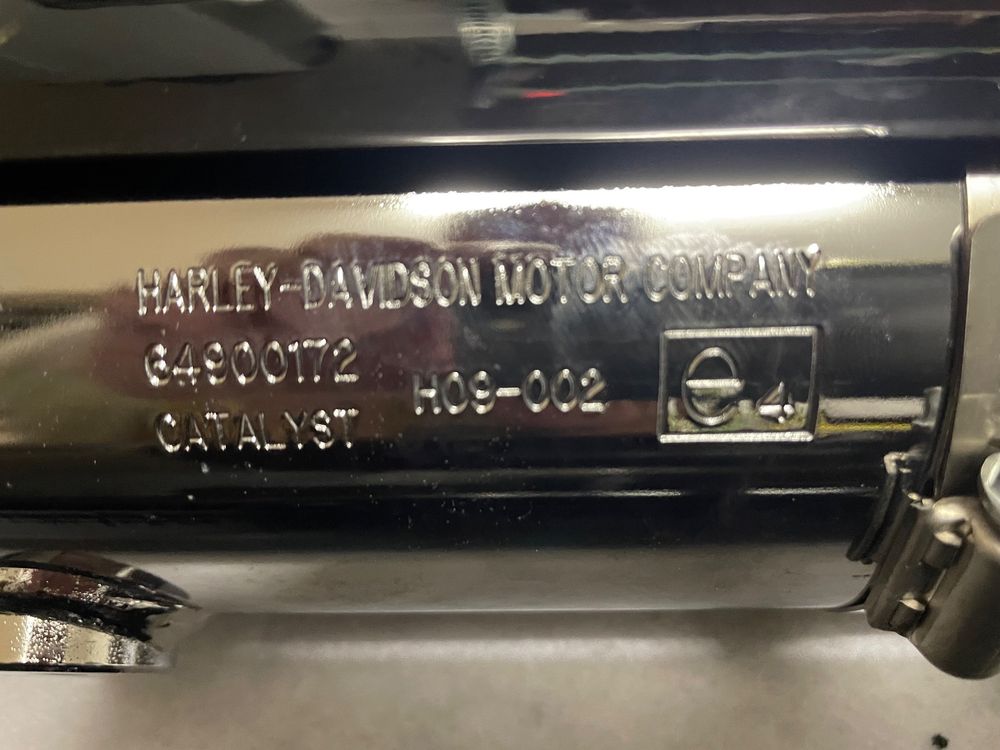 HARLEY-DAVIDSON MOTOR COMPANY
64900172
H09-002
e4
CATALYST